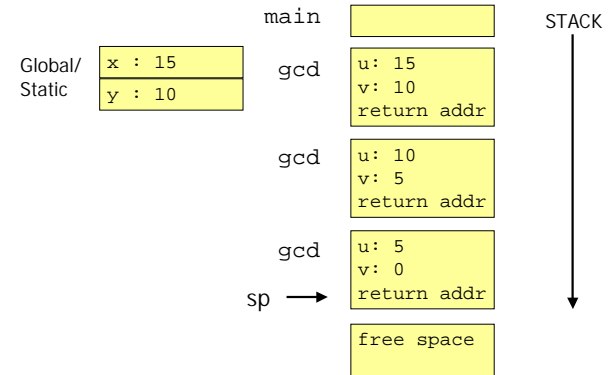 main
STACK
Global/
Static
x : 15
y : 10
gcd
u: 15
v: 10
return addr
gcd
u: 10
v: 5
return addr
gcd
u: 5
v: 0
return addr
sp
free space